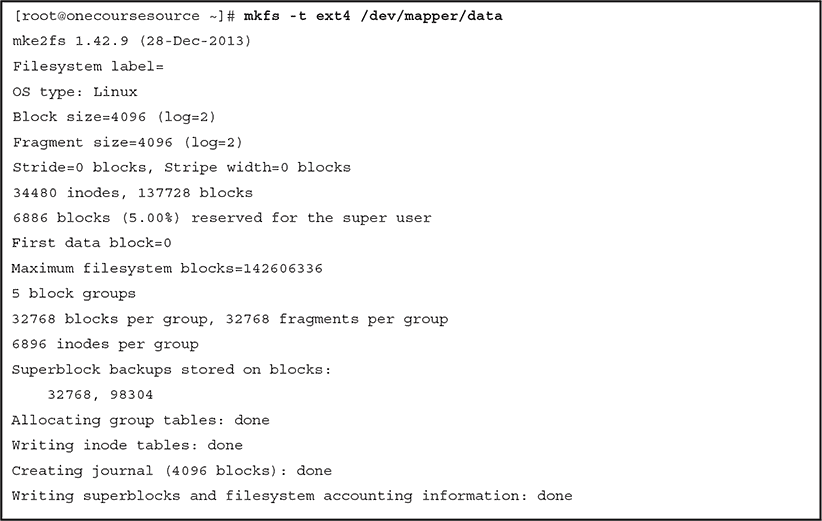 [root@onecoursesource ~]# mkfs -t ext4 /dev/mapper/data
mke2fs 1.42.9 (28-Dec-2013)
Filesystem label=
OS type: Linux
Block size=4096 (log=2)
Fragment size=4096 (log=2)
Stride=0 blocks, Stripe width=0 blocks
34480 inodes, 137728 blocks
6886 blocks (5.00%) reserved for the super user
First data block=0
Maximum filesystem blocks=142606336
5 block groups
32768 blocks per group, 32768 fragments per group
6896 inodes per group
Superblock backups stored on blocks:
32768, 98304
Allocating group tables: done
Writing inode tables: done
Creating journal (4096 blocks): done
Writing superblocks and filesystem accounting information: done